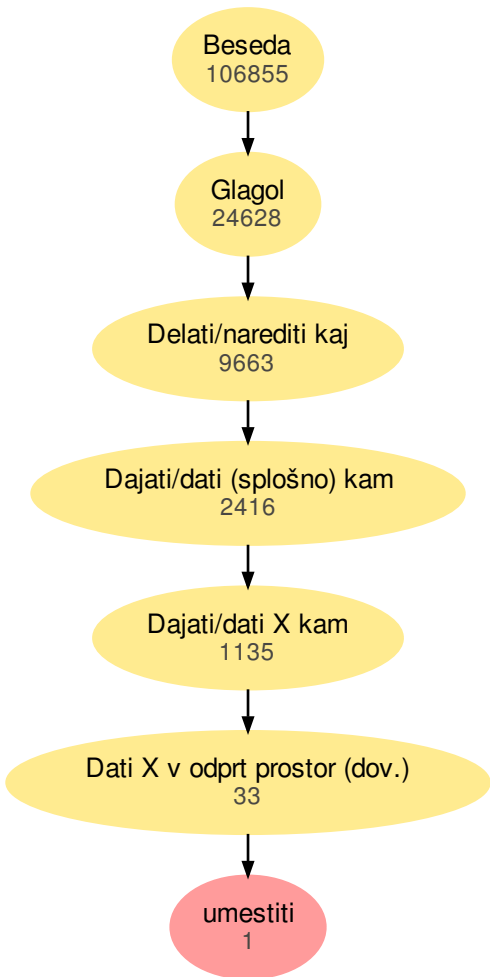 Beseda
106855
Glagol
24628
Delati/narediti kaj
9663
Dajati/dati (splošno) kam
2416
Dajati/dati X kam
1135
Dati X v odprt prostor (dov.)
33
umestiti
1